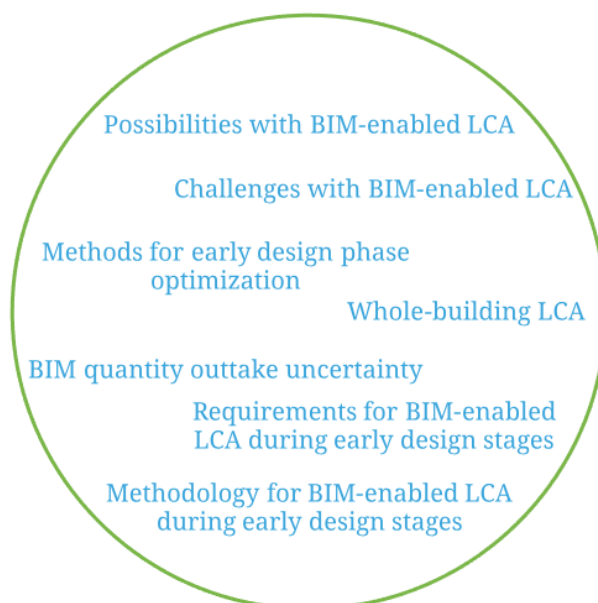 Possibilities with BIM-enabled LCA
Challenges with BIM-enabled LCA
Methods for early design phase
optimization
Whole-building LCA
BIM quantity outtake uncertainty
Requirements for BIM-enabled
LCA during early design stages
Methodology for BIM-enabled LCA
during early design stages